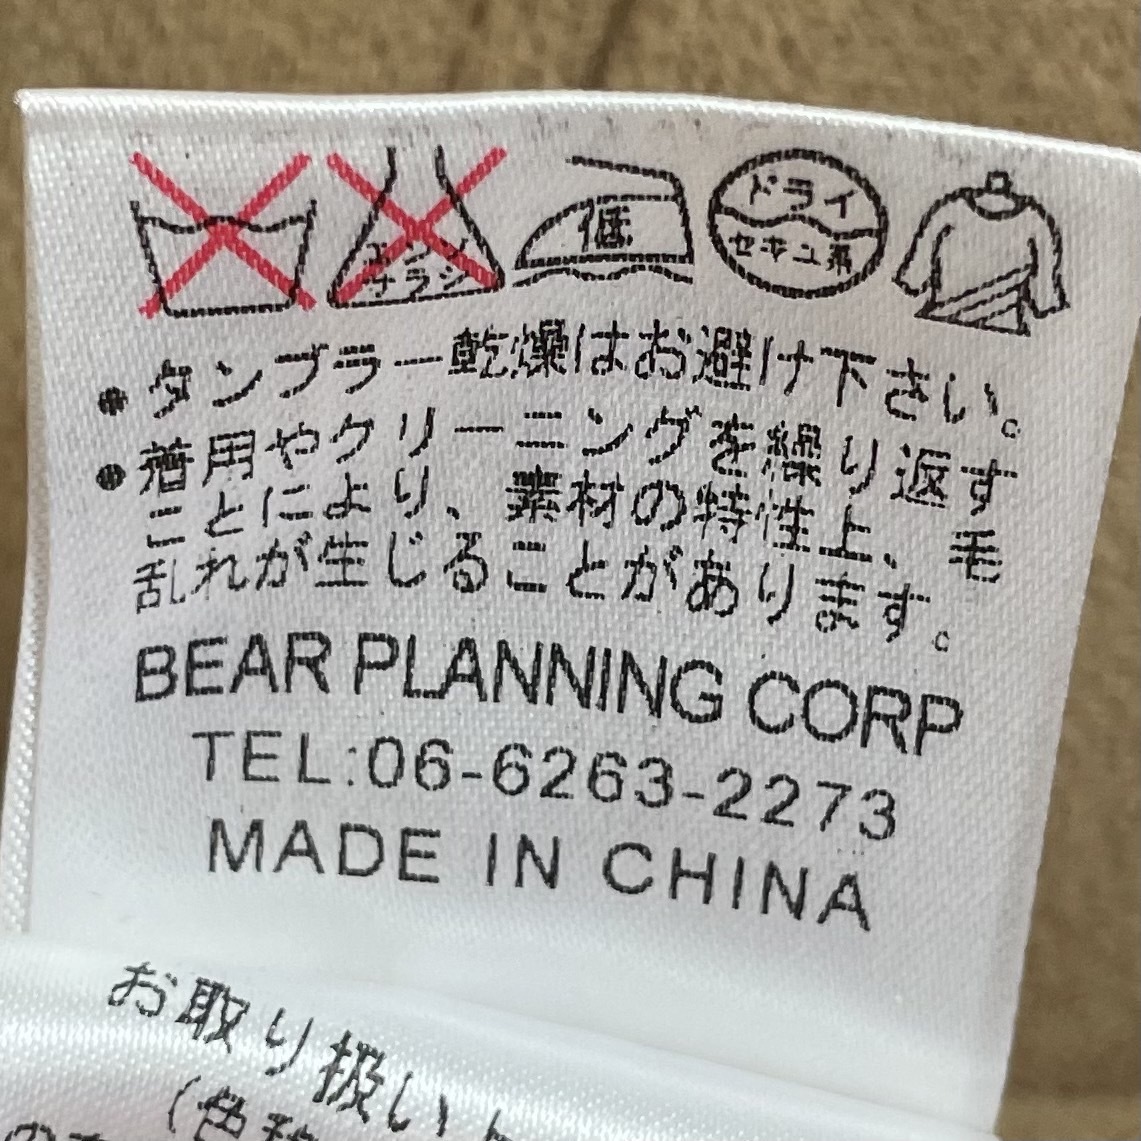 エンソ
サラシ
低
ドライ
セキユ系
● タンブラー乾燥はお避け下さい。
● 着用やクリーニングを繰り返す
ことにより、素材の特性上、毛
乱れが生じることがあります。
BEAR PLANNING CORP
TEL:06-6263-2273
MADE IN CHINA
お取り扱い
(色